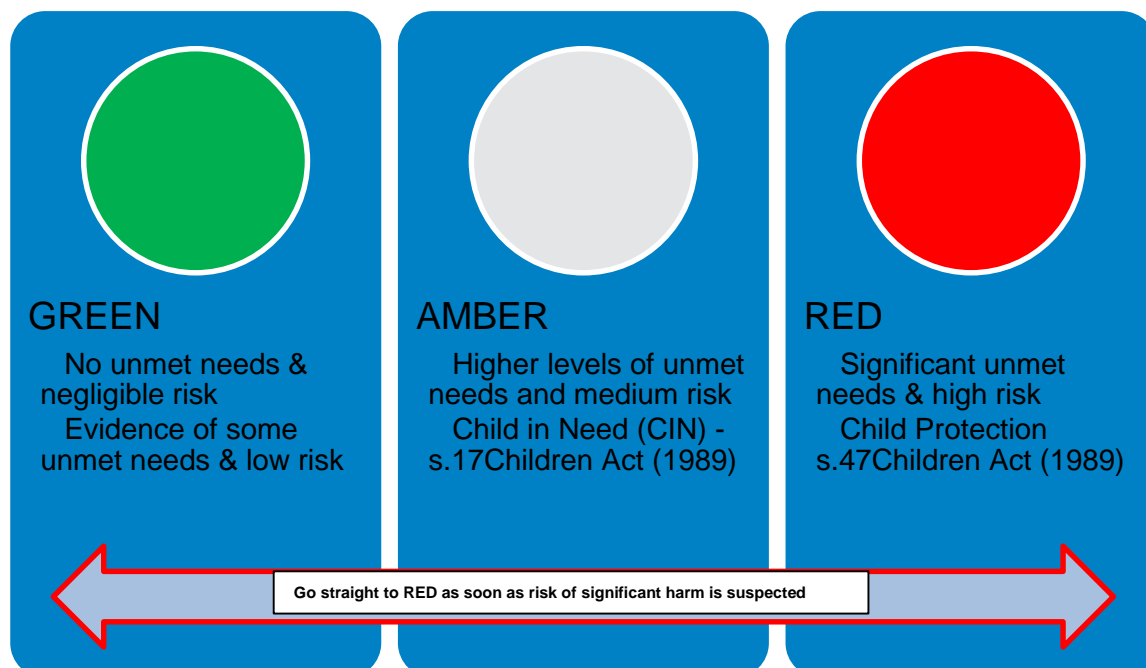 GREEN
No unmet needs &
negligible risk
Evidence of some
unmet needs & low risk
AMBER
Higher levels of unmet
needs and medium risk
Child in Need (CIN) -
s.17Children Act (1989)
RED
Significant unmet
needs & high risk
Child Protection
s.47Children Act (1989)
Go straight to RED as soon as risk of significant harm is suspected